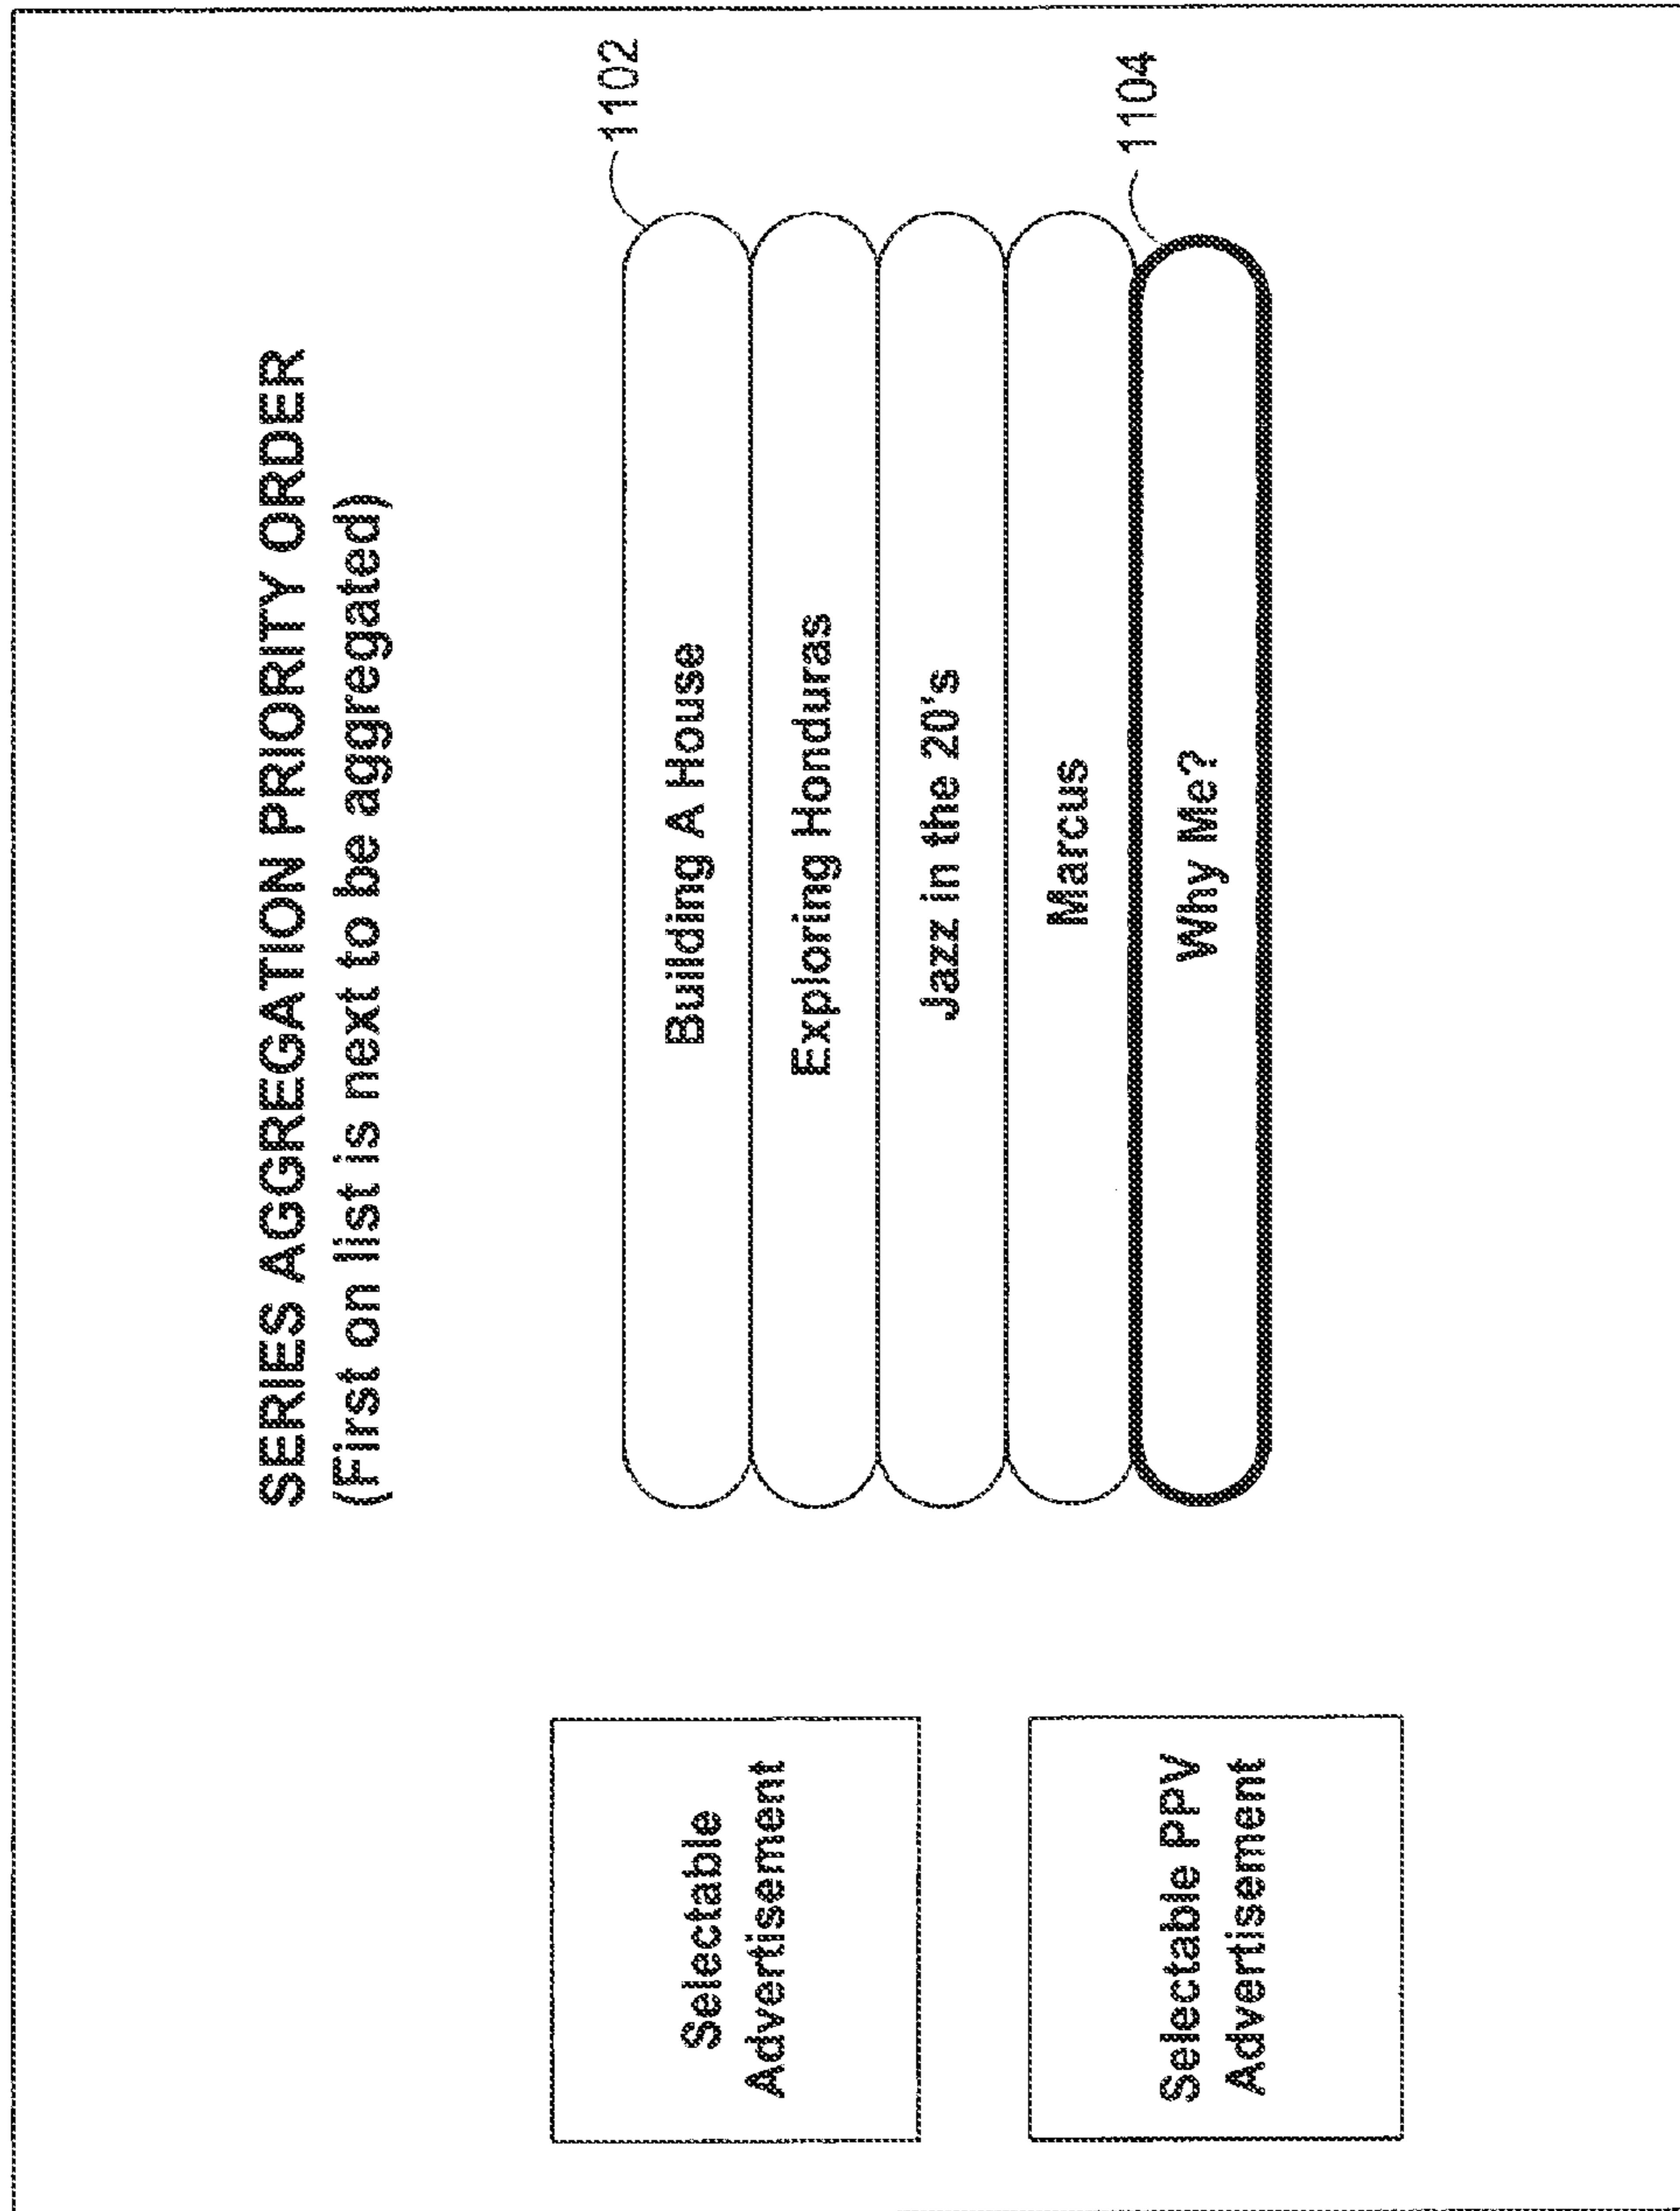 SERIES AGGREGATION PRIORITY ORDER
(First on list is next to be aggregated)
Selectable
Advertisement
Selectable PPV
Advertisement
Building A House
Exploring Honduras
Jazz in the 20's
Marcus
Why Me?
1102
1104